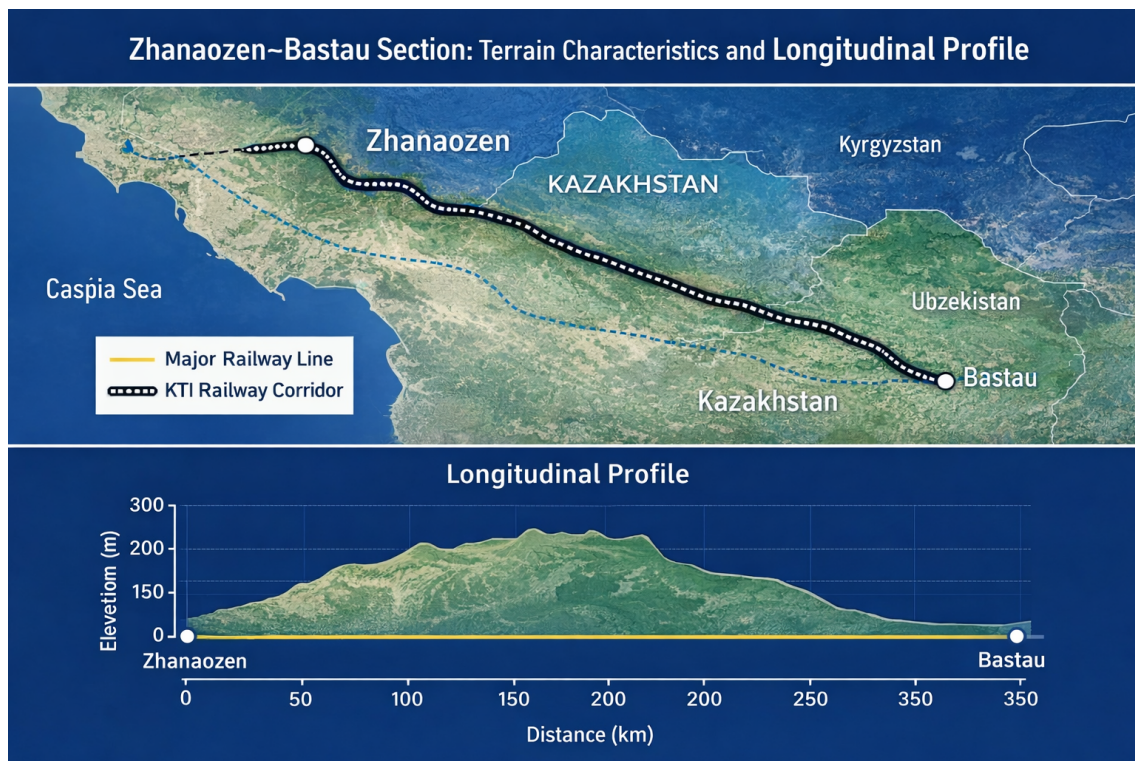 Zhanaozen~Bastau Section: Terrain Characteristics and Longitudinal Profile
Zhanaozen
Kyrgyzstan
KAZAKHSTAN
Caspia Sea
Ubzekistan
Major Railway Line
KTI Railway Corridor
Bastau
Kazakhstan
Longitudinal Profile
300
200
150
0
Elevetiom (m)
Zhanaozen
Bastau
0 50 100 150 200 200 250 350 350
Distance (km)